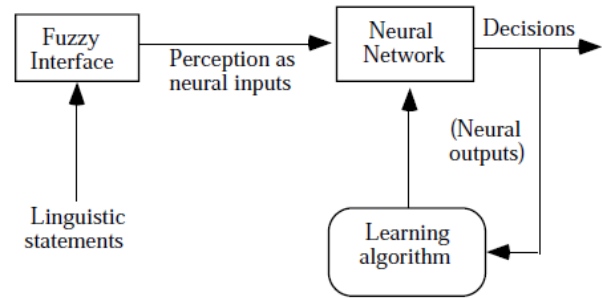 Fuzzy
Interface
Perception as
neural inputs
Neural
Network
Decisions
(Neural
outputs)
Linguistic
statements
Learning
algorithm